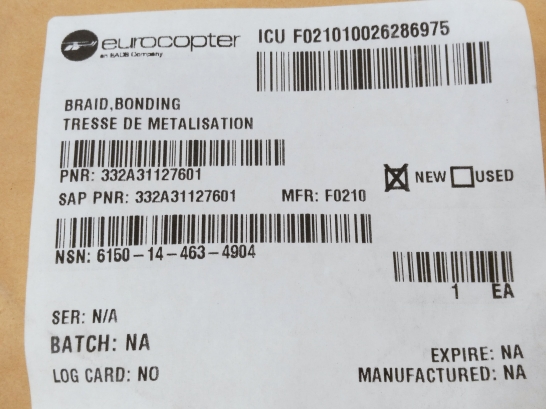 eurocopter
an EADS Company
ICU F021010026286975
BRAID,BONDING
TRESSE DE METALISATION
PNR: 332A31127601
SAP PNR: 332A31127601 MFR: F0210
NEW USED
NSN: 6150-14-463-4904
1 EA
SER: N/A
BATCH: NA
LOG CARD: NO
EXPIRE: NA
MANUFACTURED: NA